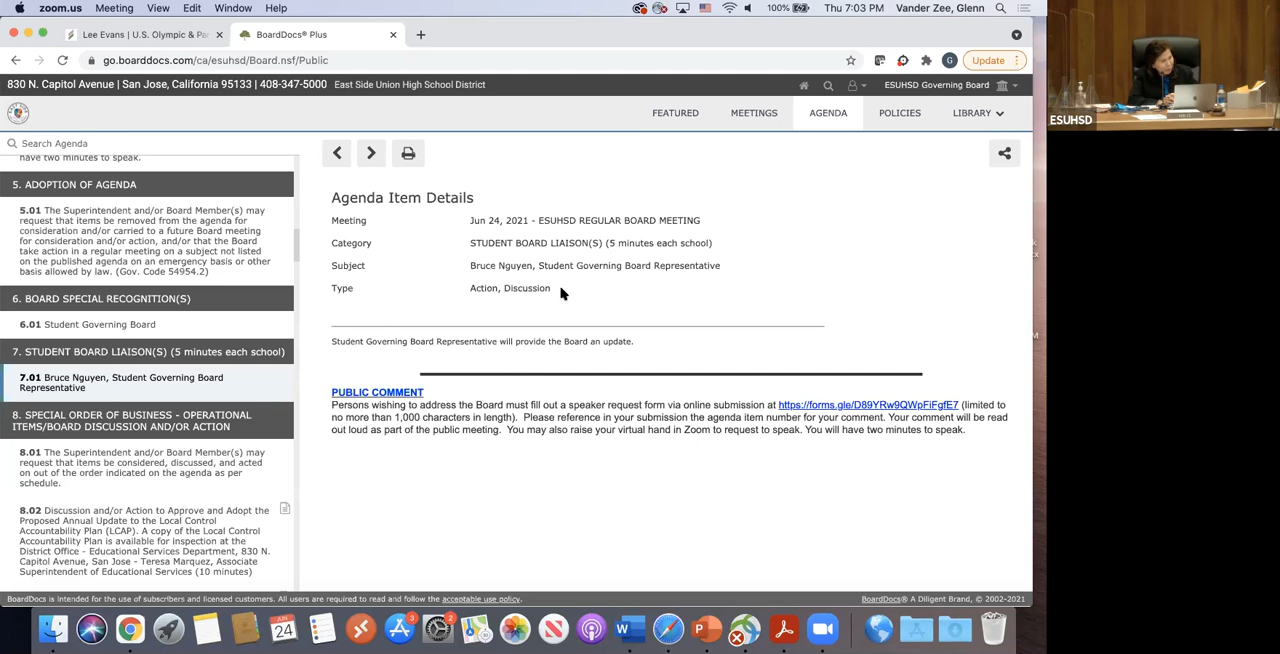 zoom.us Meeting View Edit Window Help
100% Thu 7:03 PM Vander Zee, Glenn
Lee Evans | U.S. Olympic & Par
BoardDocs® Plus
go.boarddocs.com/ca/esuhsd/Board.nsf/Public
G
Update
830 N. Capitol Avenue | San Jose, California 95133 | 408-347-5000 East Side Union High School District
ESUHSD Governing Board
FEATURED MEETINGS AGENDA POLICIES LIBRARY
Search Agenda
have two minutes to speak.
5. ADOPTION OF AGENDA
5.01 The Superintendent and/or Board Member(s) may
request that items be removed from the agenda for
consideration and/or carried to a future Board meeting
for consideration and/or action, and/or that the Board
take action in a regular meeting on a subject not listed
on the published agenda on an emergency basis or other
basis allowed by law. (Gov. Code 54954.2)
6. BOARD SPECIAL RECOGNITION(S)
6.01 Student Governing Board
7. STUDENT BOARD LIAISON(S) (5 minutes each school)
7.01 Bruce Nguyen, Student Governing Board
Representative
8. SPECIAL ORDER OF BUSINESS - OPERATIONAL
ITEMS/BOARD DISCUSSION AND/OR ACTION
8.01 The Superintendent and/or Board Member(s) may
request that items be considered, discussed, and acted
on out of the order indicated on the agenda as per
schedule.
8.02 Discussion and/or Action to Approve and Adopt the
Proposed Annual Update to the Local Control
Accountability Plan (LCAP). A copy of the Local Control
Accountability Plan is available for inspection at the
District Office - Educational Services Department, 830 N.
Capitol Avenue, San Jose - Teresa Marquez, Associate
Superintendent of Educational Services (10 minutes)
Agenda Item Details
Meeting Jun 24, 2021 - ESUHSD REGULAR BOARD MEETING
Category STUDENT BOARD LIAISON(S) (5 minutes each school)
Subject Bruce Nguyen, Student Governing Board Representative
Type Action, Discussion
Student Governing Board Representative will provide the Board an update.
PUBLIC COMMENT
Persons wishing to address the Board must fill out a speaker request form via online submission at https://forms.gle/D89YRw9QWpFiFgfE7 (limited to
no more than 1,000 characters in length). Please reference in your submission the agenda item number for your comment. Your comment will be read
out loud as part of the public meeting. You may also raise your virtual hand in Zoom to request to speak. You will have two minutes to speak.
BoardDocs is intended for the use of subscribers and licensed customers. All users are required to read and follow the acceptable use policy.
BoardDocs® A Diligent Brand, © 2002-2021
ESUHSD
JUN
24
3
2